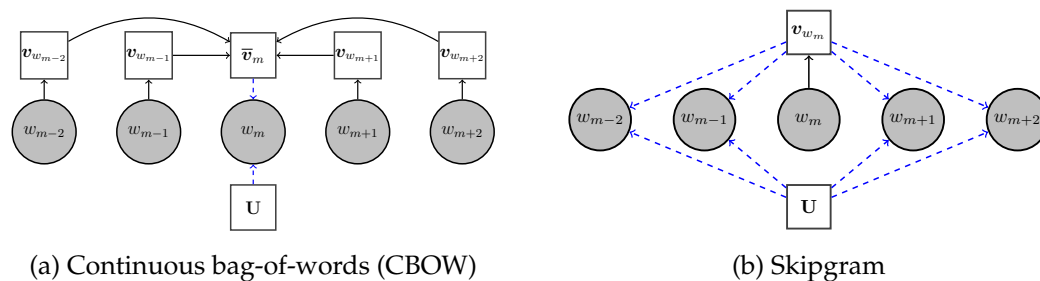 v_{w_{m−2}} v_{w_{m−1}} v̅_m v_{w_{m+1}} v_{w_{m+2}}
w_{m−2} w_{m−1} w_m w_{m+1} w_{m+2}
U
(a) Continuous bag-of-words (CBOW)
v_{w_m}
w_{m−2} w_{m−1} w_m w_{m+1} w_{m+2}
U
(b) Skipgram